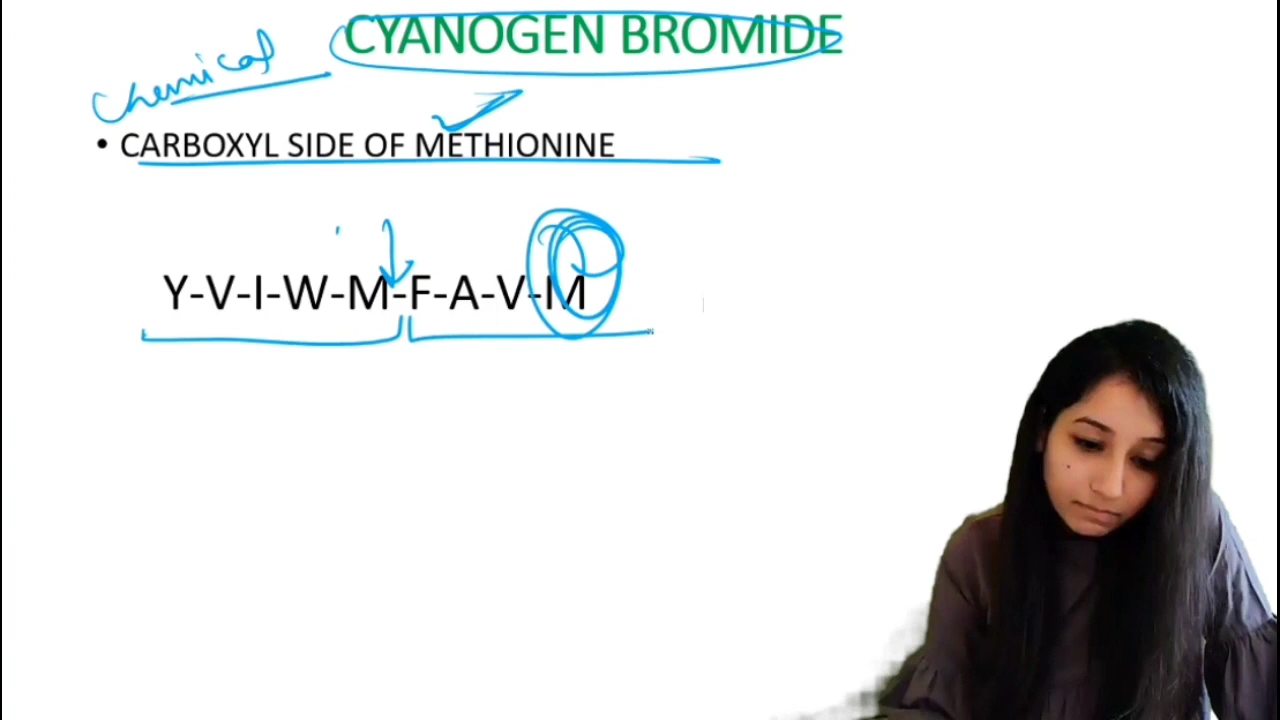 CYANOGEN BROMIDE
Chemical
• CARBOXYL SIDE OF METHIONINE
Y-V-I-W-M-F-A-V-M